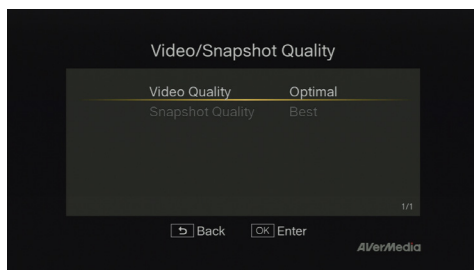 Video/Snapshot Quality
Video Quality Optimal
Snapshot Quality Best
1/1
Back OK Enter
AVerMedia